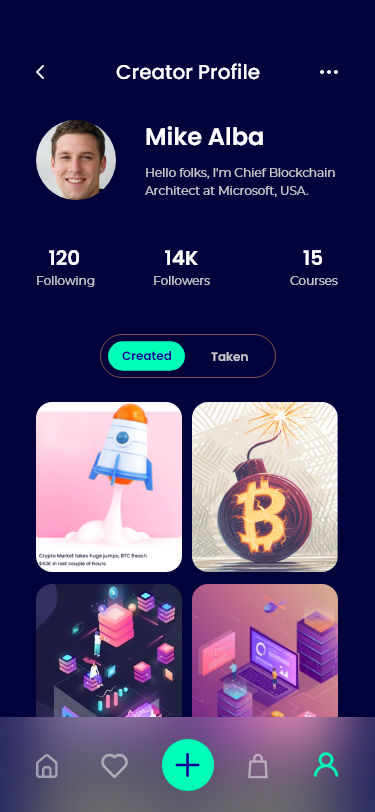 Creator Profile
Mike Alba
Hello folks, I'm Chief Blockchain
Architect at Microsoft, USA.
120
14K
15
Following
Followers
Courses
Created
Taken
Crypto Market takes huge jumps, BTC Reach
$62K in last couple of hours.